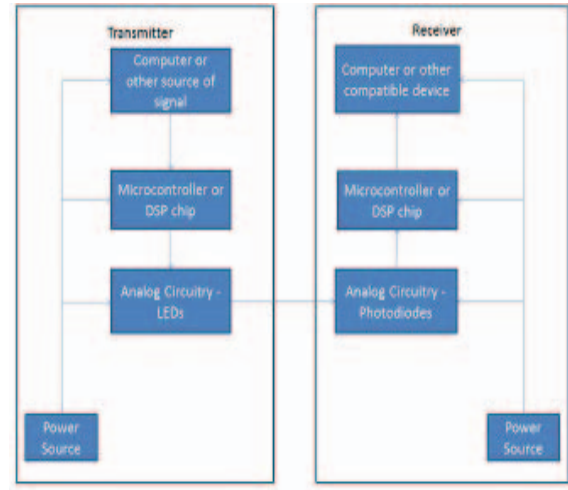 Transmitter
Computer or
other source of
signal
Microcontroller or
DSP chip
Analog Circuitry -
LEDs
Power
Source
Receiver
Computer or other
compatible device
Microcontroller or
DSP chip
Analog Circuitry -
Photodiodes
Power
Source